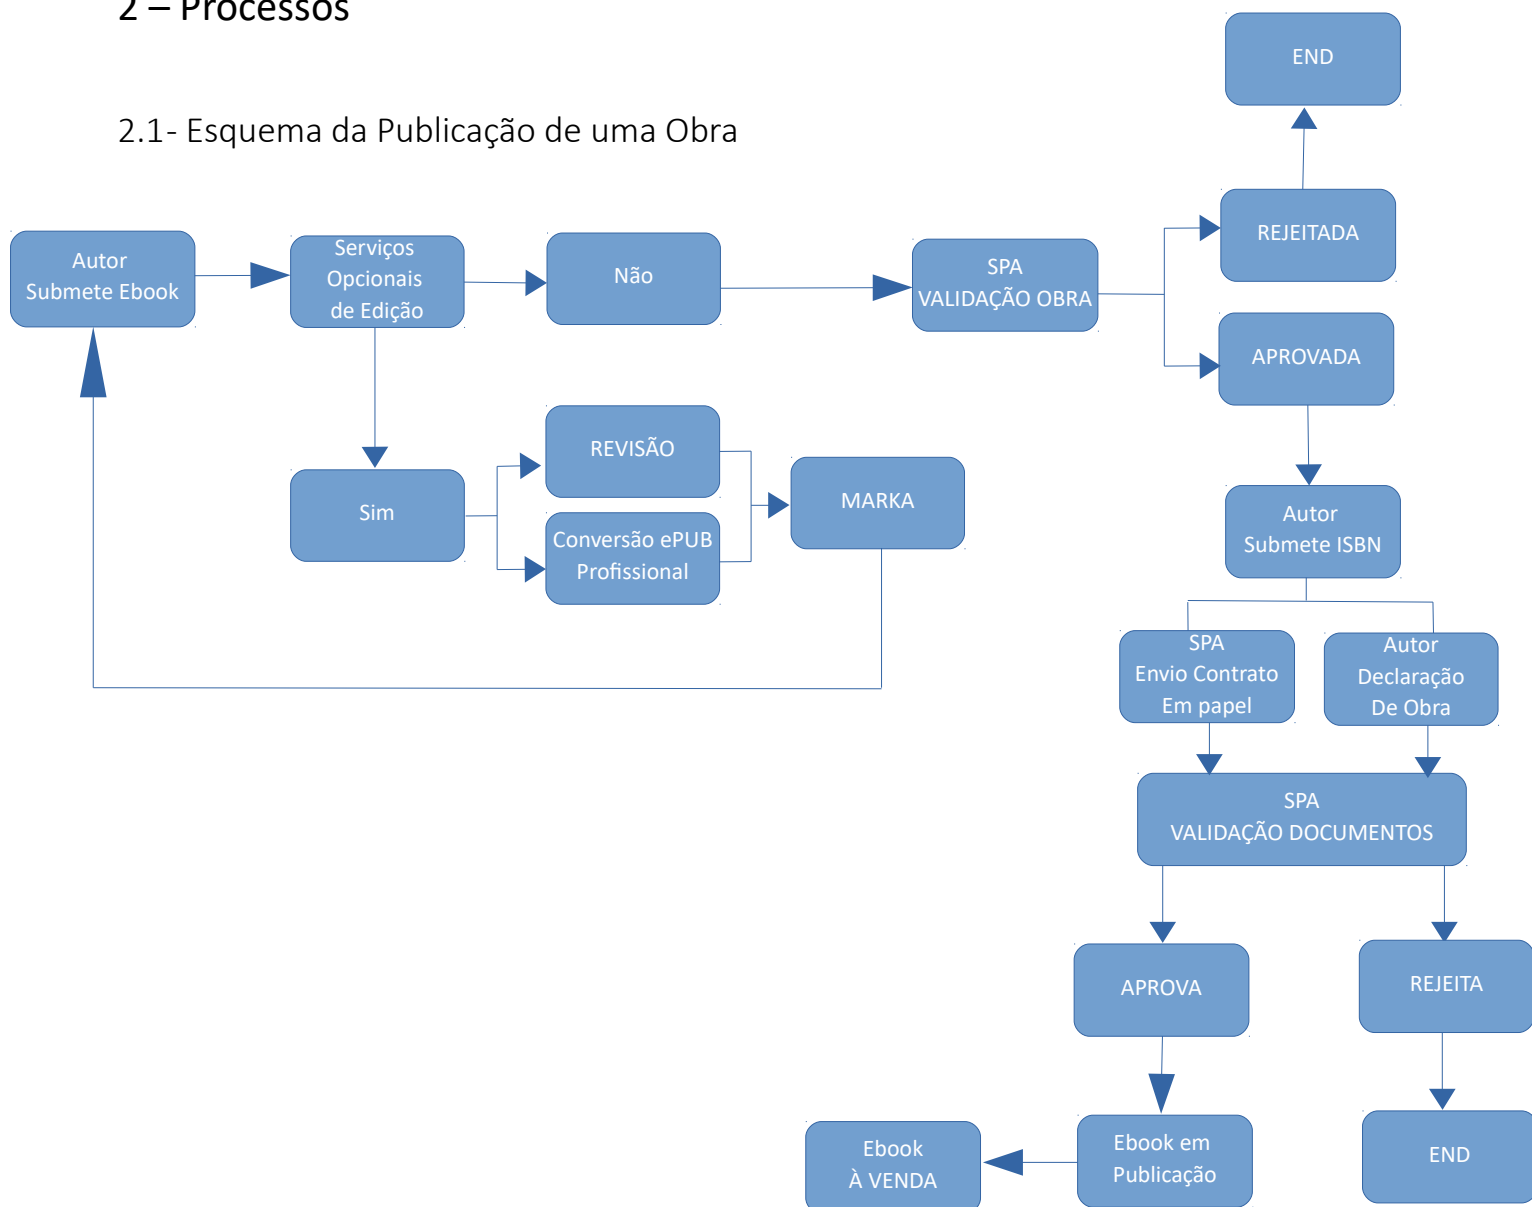 2 – Processos
END
2.1- Esquema da Publicação de uma Obra
REJEITADA
Autor
Submete Ebook
Serviços
Opcionais
de Edição
Não
SPA
VALIDAÇÃO OBRA
APROVADA
REVISÃO
Sim
MARKA
Conversão ePUB
Profissional
Autor
Submete ISBN
SPA
Envio Contrato
Em papel
Autor
Declaração
De Obra
SPA
VALIDAÇÃO DOCUMENTOS
APROVA
REJEITA
Ebook
À VENDA
Ebook em
Publicação
END